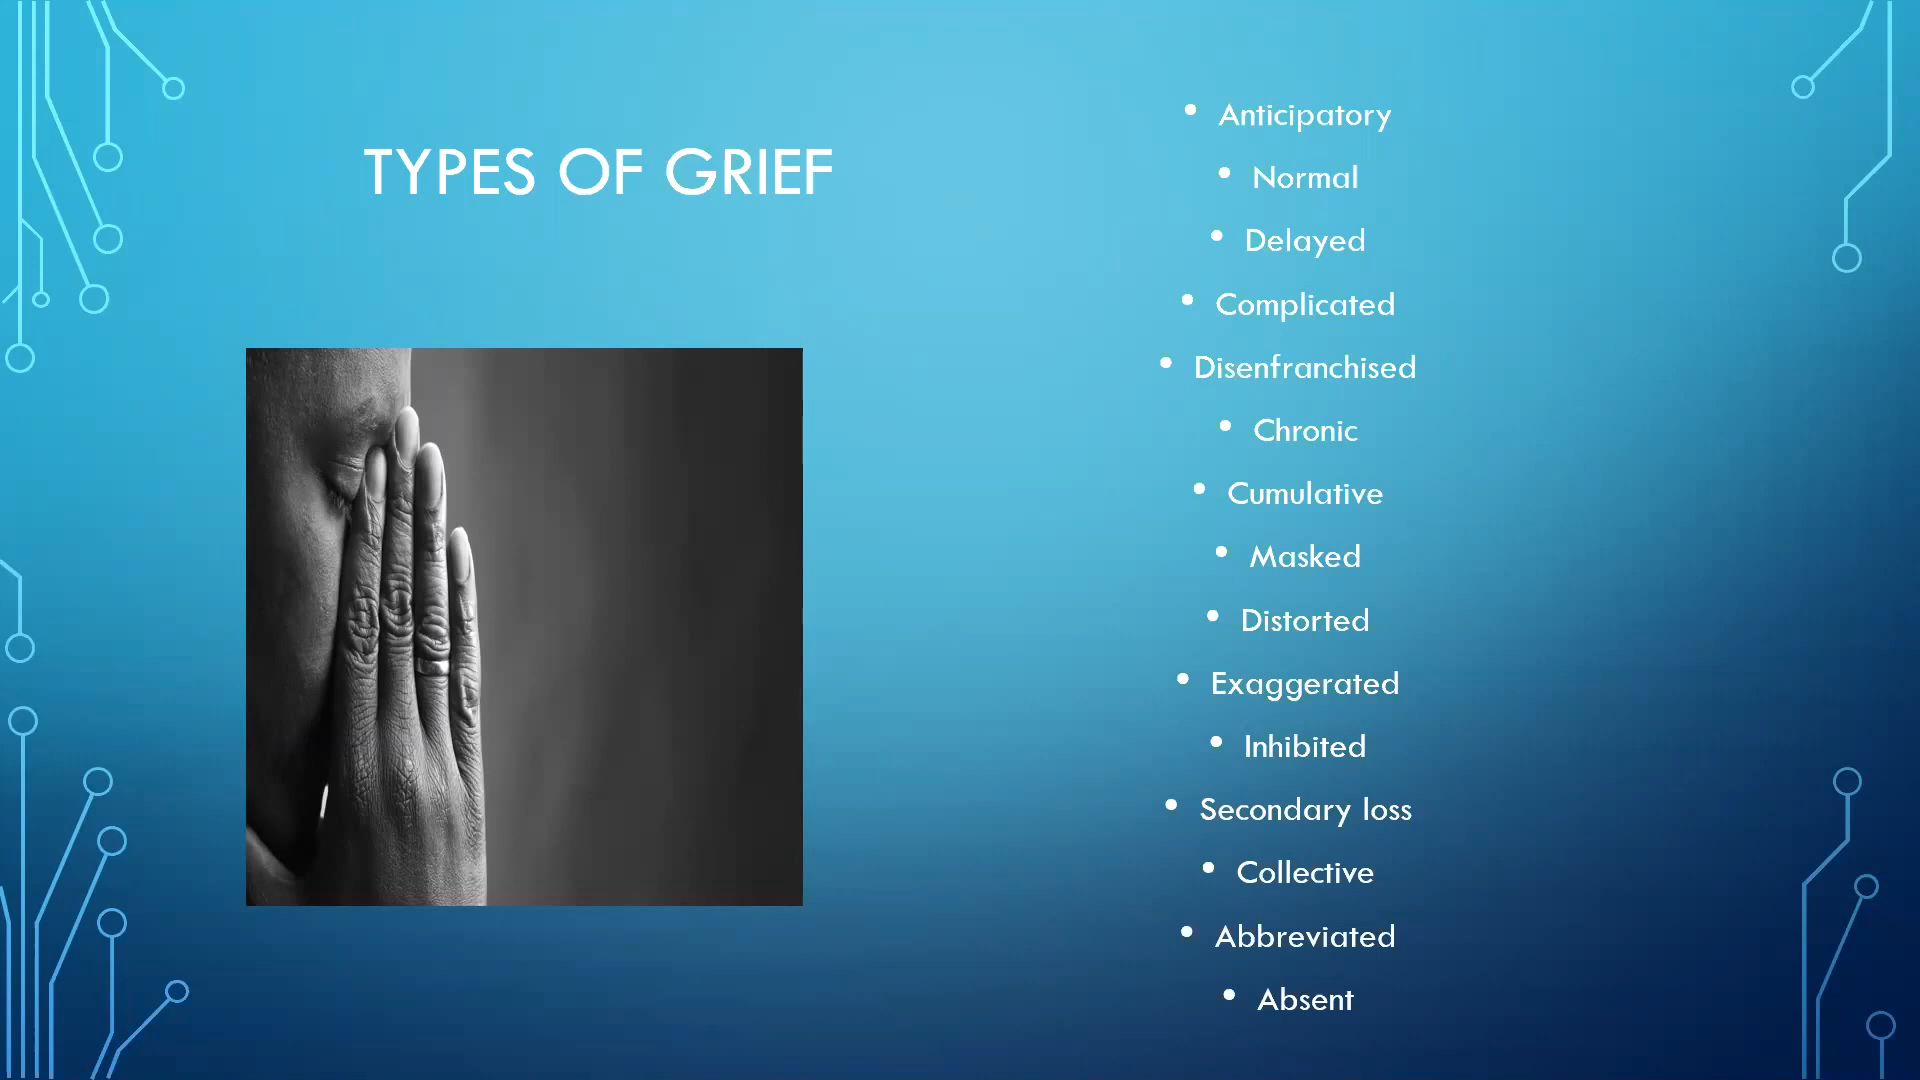 TYPES OF GRIEF
• Anticipatory
• Normal
• Delayed
• Complicated
• Disenfranchised
• Chronic
• Cumulative
• Masked
• Distorted
• Exaggerated
• Inhibited
• Secondary loss
• Collective
• Abbreviated
• Absent